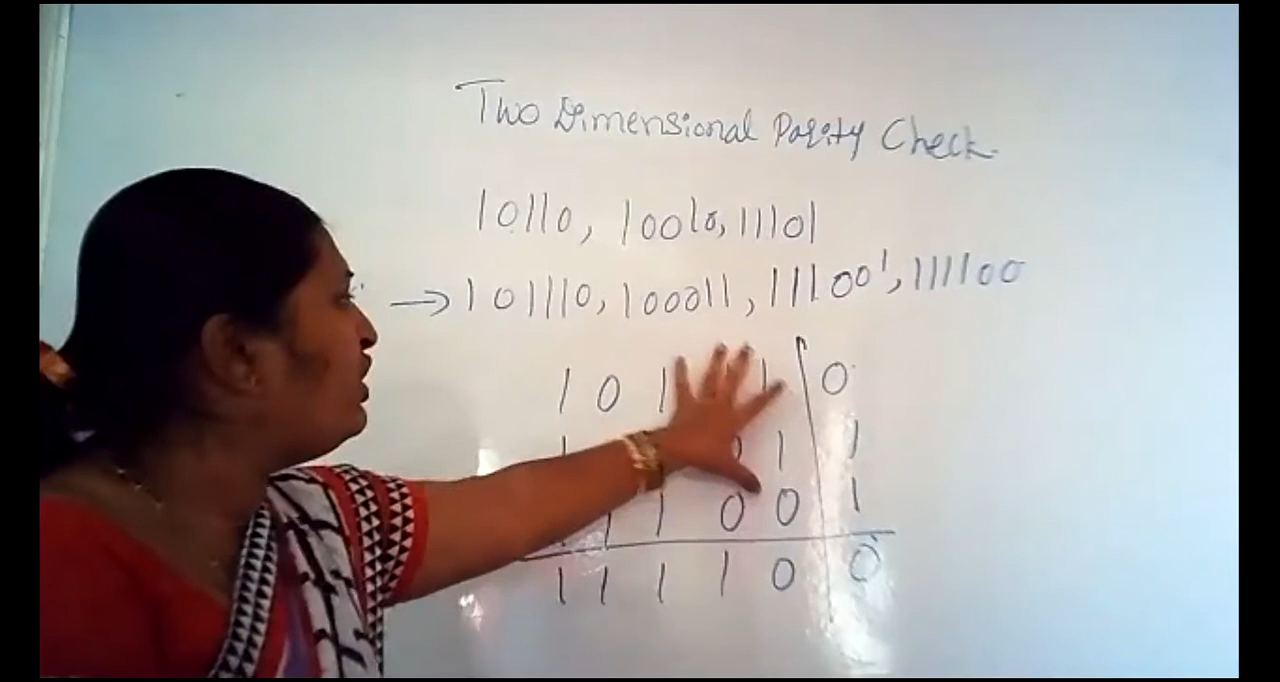 Two Dimensional Parity Check.
10110, 10010, 11101
→ 101110, 100011, 111001, 111100
1 0 1 1 0
1 0 1 1
1 1 0 0 1
1 1 1 1 0 0